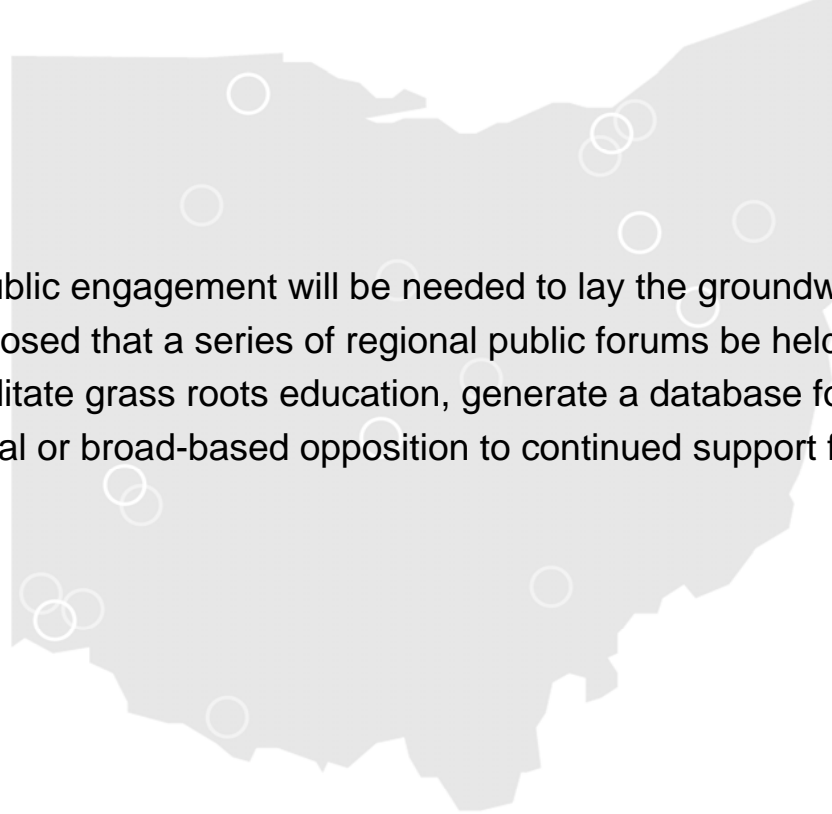 ublic engagement will be needed to lay the groundw
osed that a series of regional public forums be held
litate grass roots education, generate a database fo
al or broad-based opposition to continued support f